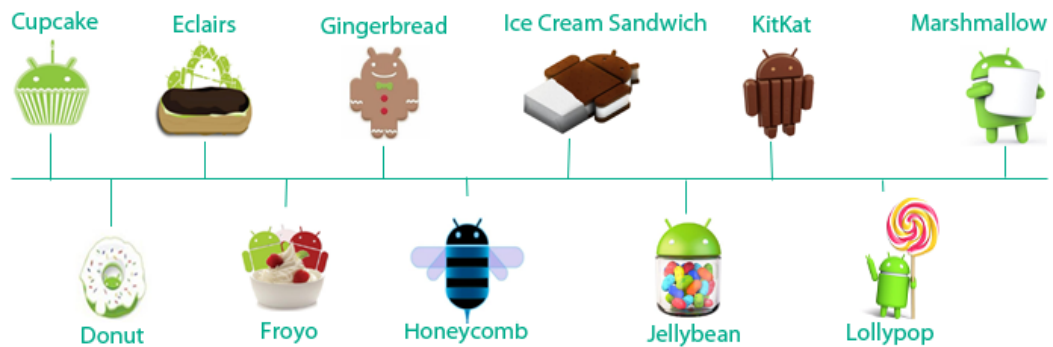 Cupcake
Eclairs
Gingerbread
Ice Cream Sandwich
KitKat
Marshmallow
Donut
Froyo
Honeycomb
Jellybean
Lollypop